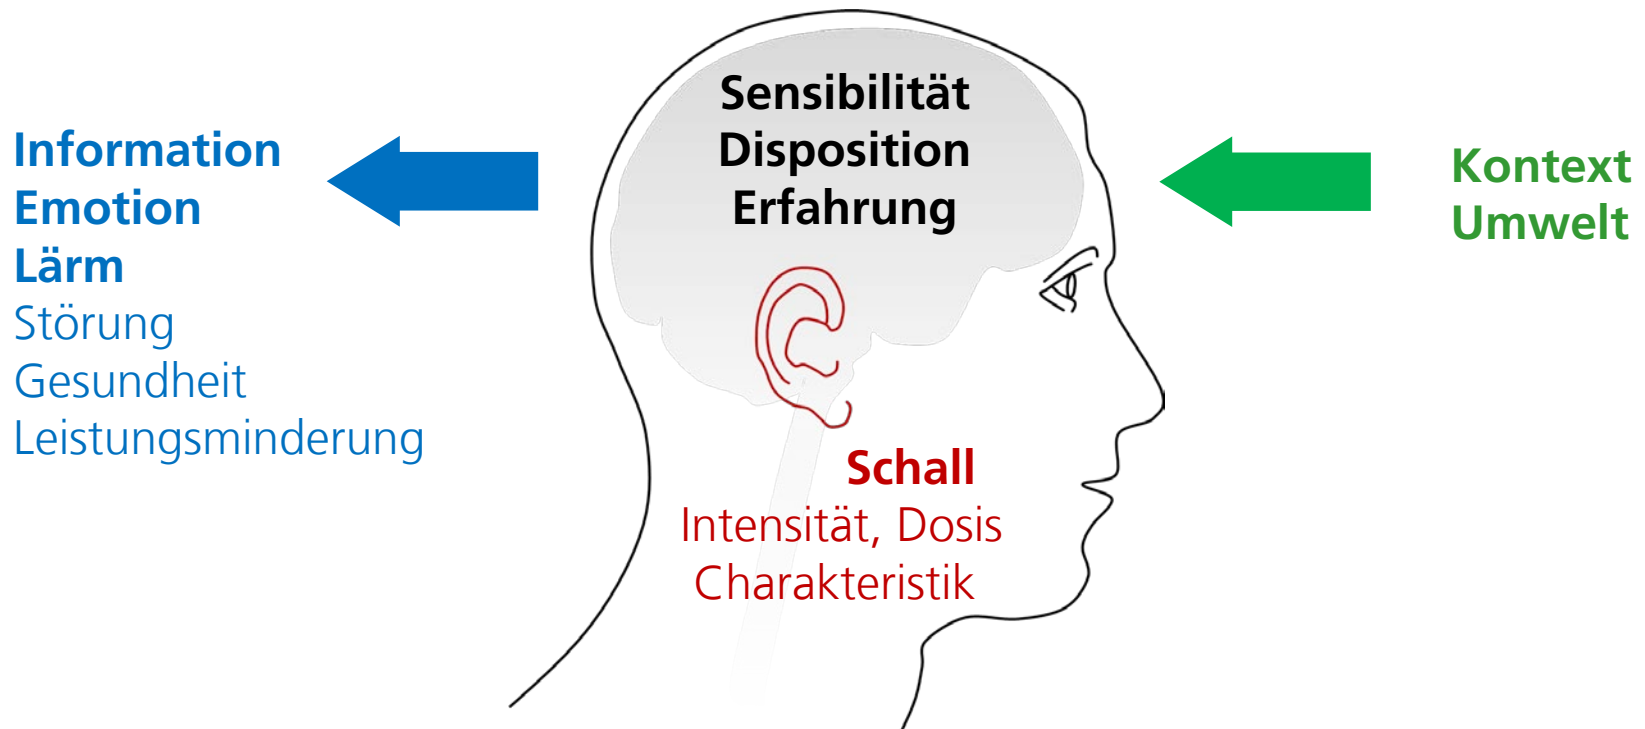 Information
Emotion
Lärm
Störung
Gesundheit
Leistungsminderung
Sensibilität
Disposition
Erfahrung
Schall
Intensität, Dosis
Charakteristik
Kontext
Umwelt